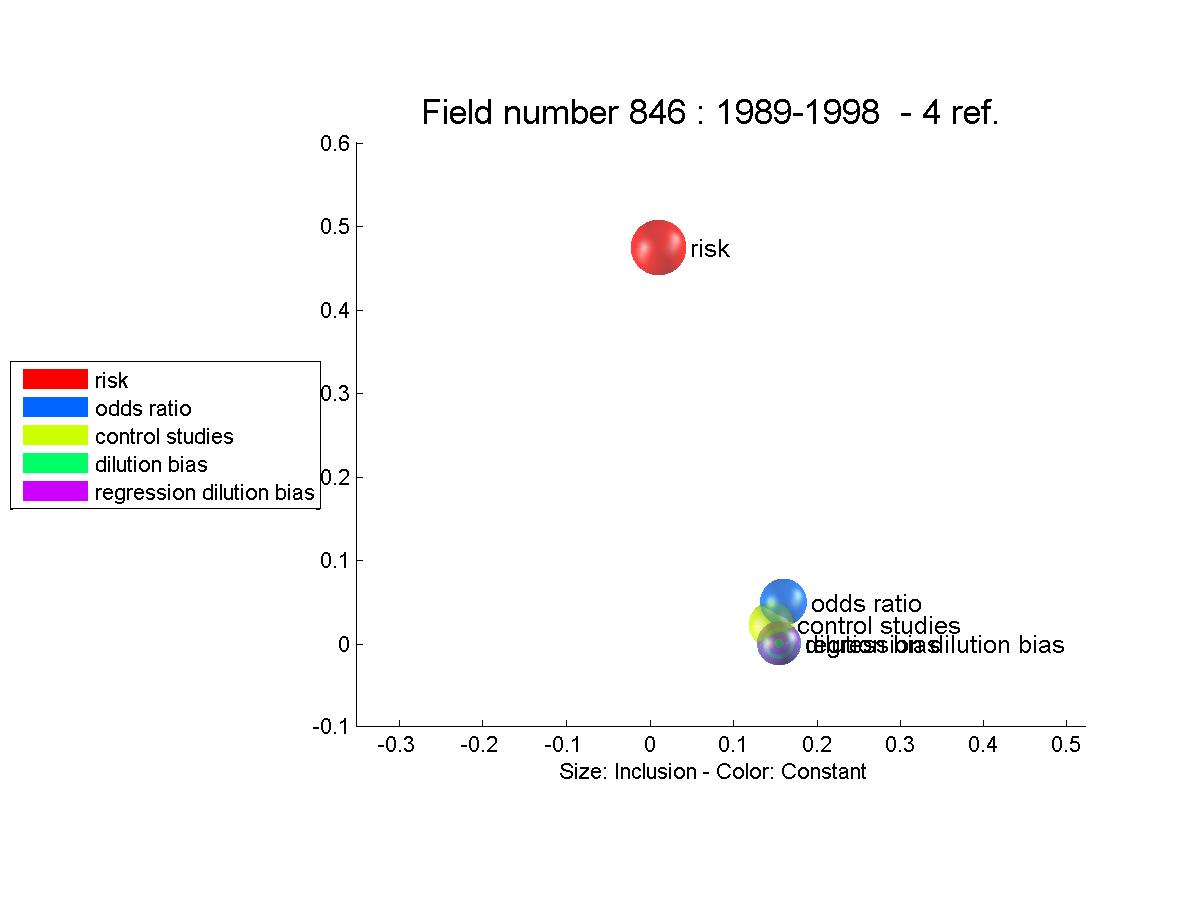 Field number 846 : 1989-1998 - 4 ref.
0.6
0.5
0.4
0.3
0.2
0.1
0
-0.1
risk
odds ratio
control studies
dilution bias
regression dilution bias
risk
odds ratio
control studies
dilution bias
regression dilution bias
-0.3 -0.2 -0.1 0 0.1 0.2 0.3 0.4 0.5
Size: Inclusion - Color: Constant